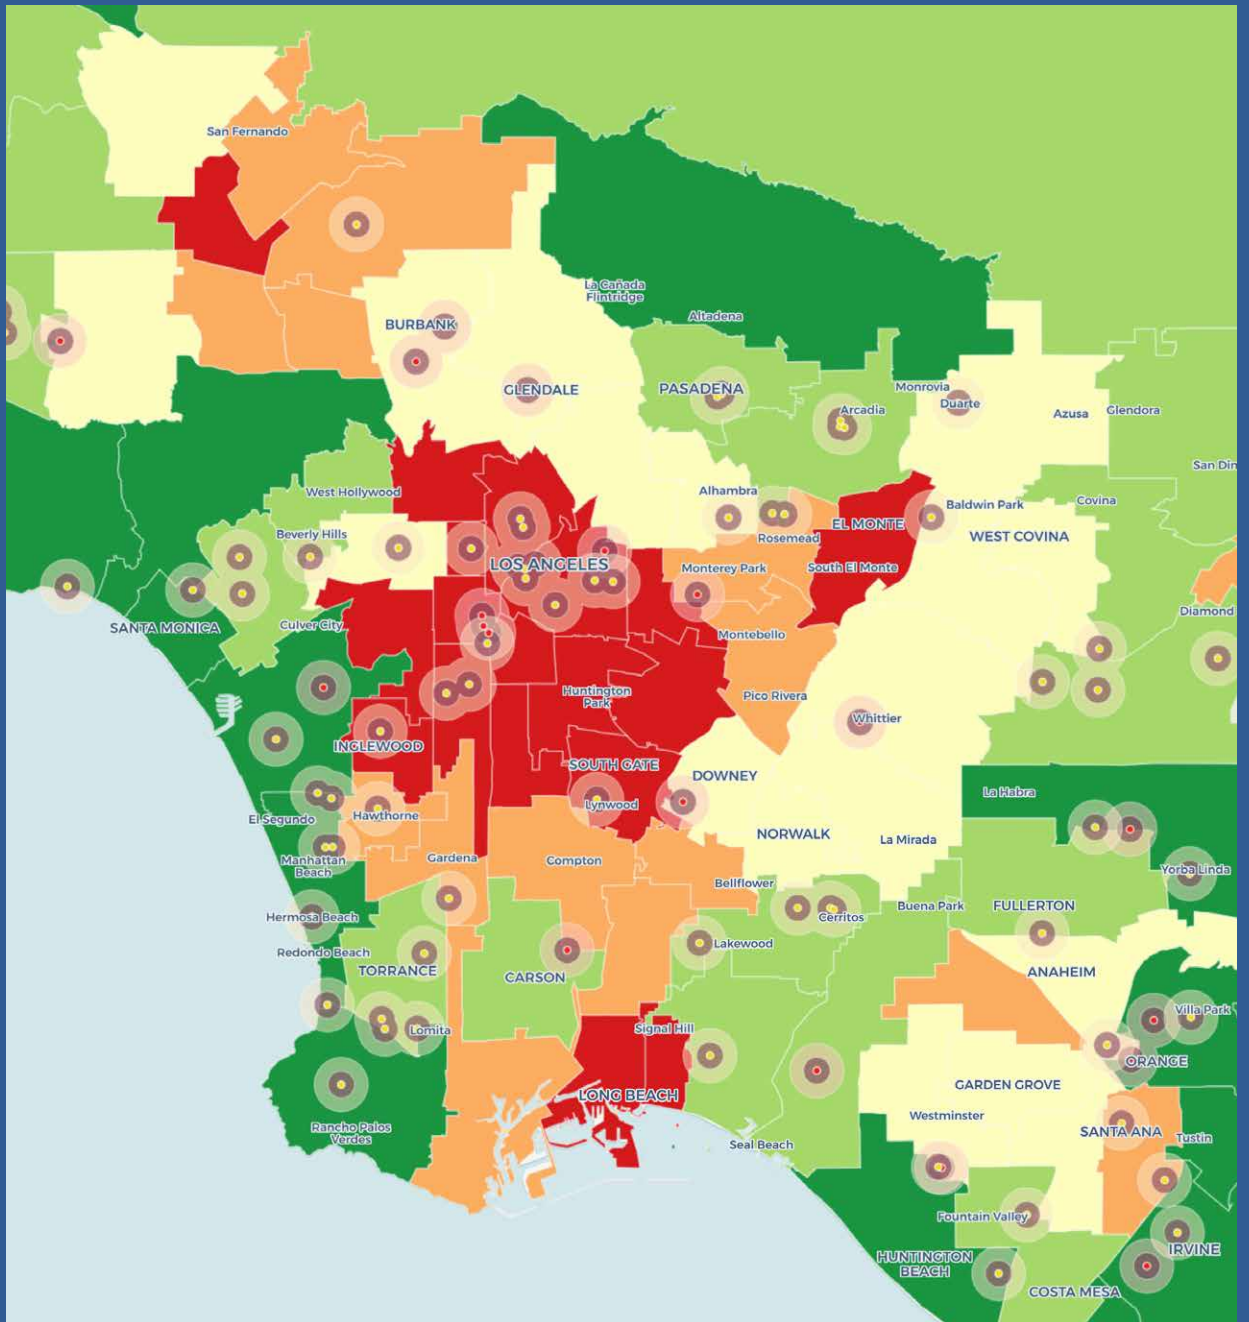 San Fernando
La Cañada
Flintridge
Altadena
BURBANK
GLENDALE
PASADENA
Monrovia
Duarte
Arcadia
Azusa
Glendora
San Din
West Hollywood
Alhambra
Baldwin Park
Covina
Beverly Hills
EL MONTE
Rosemead
WEST COVINA
LOS ANGELES
Monterey Park
South El Monte
Diamond
SANTA MONICA
Culver City
Montebello
Huntington
Park
Pico Rivera
Whittier
INGLEWOOD
SOUTH GATE
DOWNEY
La Habra
Lynwood
El Segundo
Hawthorne
NORWALK
La Mirada
Manhattan
Beach
Gardena
Compton
Yorba Linda
Bellflower
Buena Park
FULLERTON
Hermosa Beach
Cerritos
Redondo Beach
Lakewood
TORRANCE
CARSON
ANAHEIM
Villa Park
Lomita
Signal Hill
ORANGE
LONG BEACH
GARDEN GROVE
Westminster
Rancho Palos
Verdes
SANTA ANA
Tustin
Seal Beach
Fountain Valley
IRVINE
HUNTINGTON
BEACH
COSTA MESA